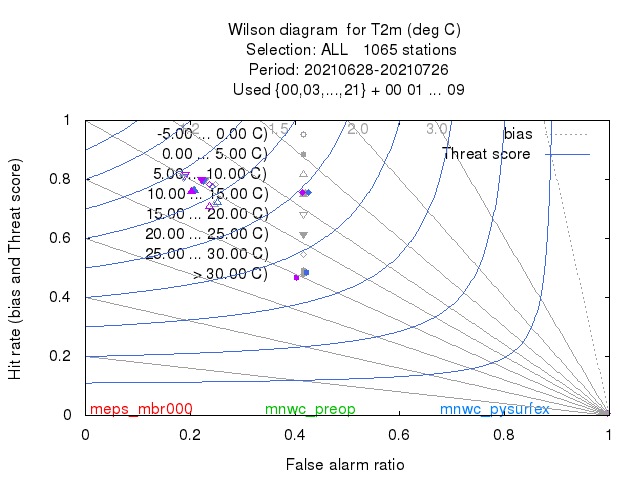 Wilson diagram for T2m (deg C)
Selection: ALL 1065 stations
Period: 20210628-20210726
Used {00,03,...,21} + 00 01 ... 09
Hit rate (bias and Threat score)
1
0.8
0.6
0.4
0.2
0
1.2 1.5 2.0 3.0
-5.00 ... 0.00 C)
0.00 ... 5.00 C)
5.00 ... 10.00 C)
10.00 ... 15.00 C)
15.00 ... 20.00 C)
20.00 ... 25.00 C)
25.00 ... 30.00 C)
> 30.00 C)
bias
Threat score
meps_mbr000 mnwc_preop mnwc_pysurfex
0 0.2 0.4 0.6 0.8 1
False alarm ratio